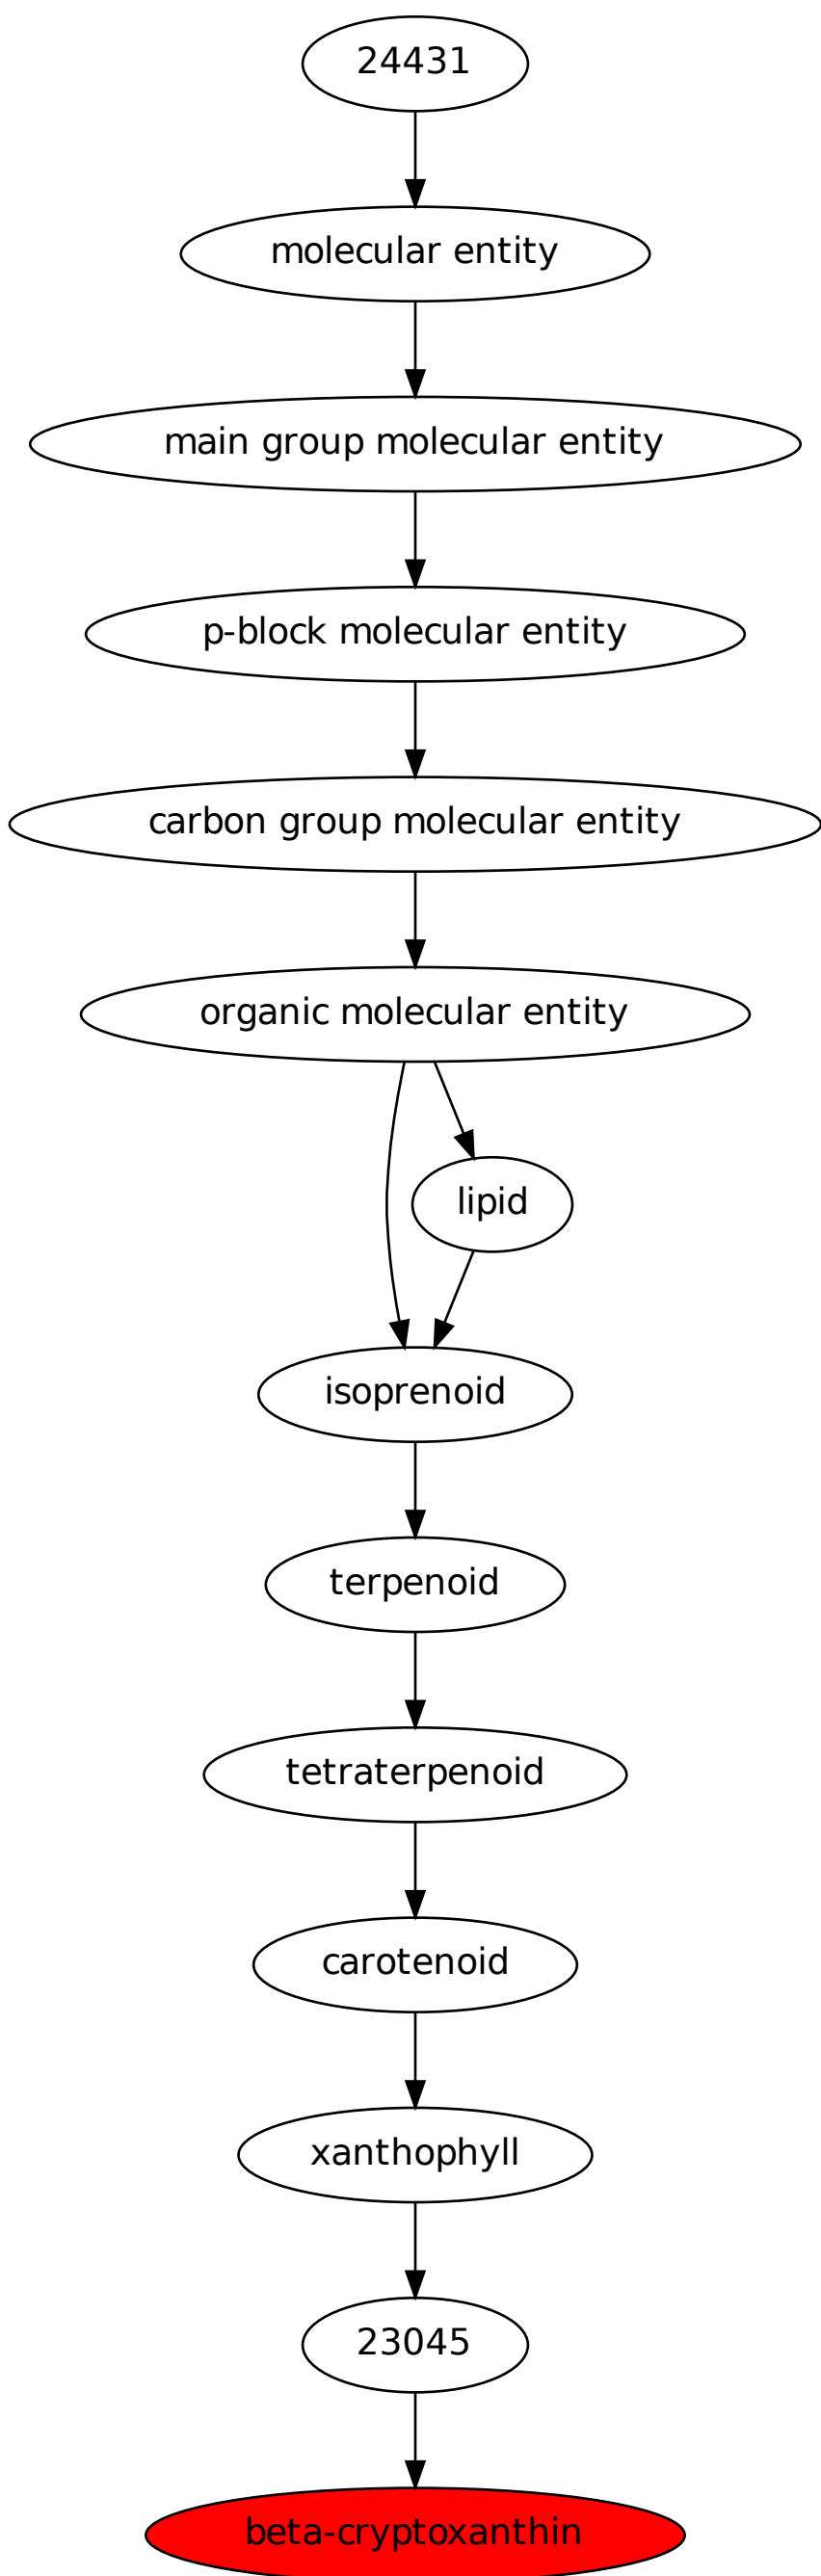 24431
molecular entity
main group molecular entity
p-block molecular entity
carbon group molecular entity
organic molecular entity
lipid
isoprenoid
terpenoid
tetraterpenoid
carotenoid
xanthophyll
23045
beta-cryptoxanthin